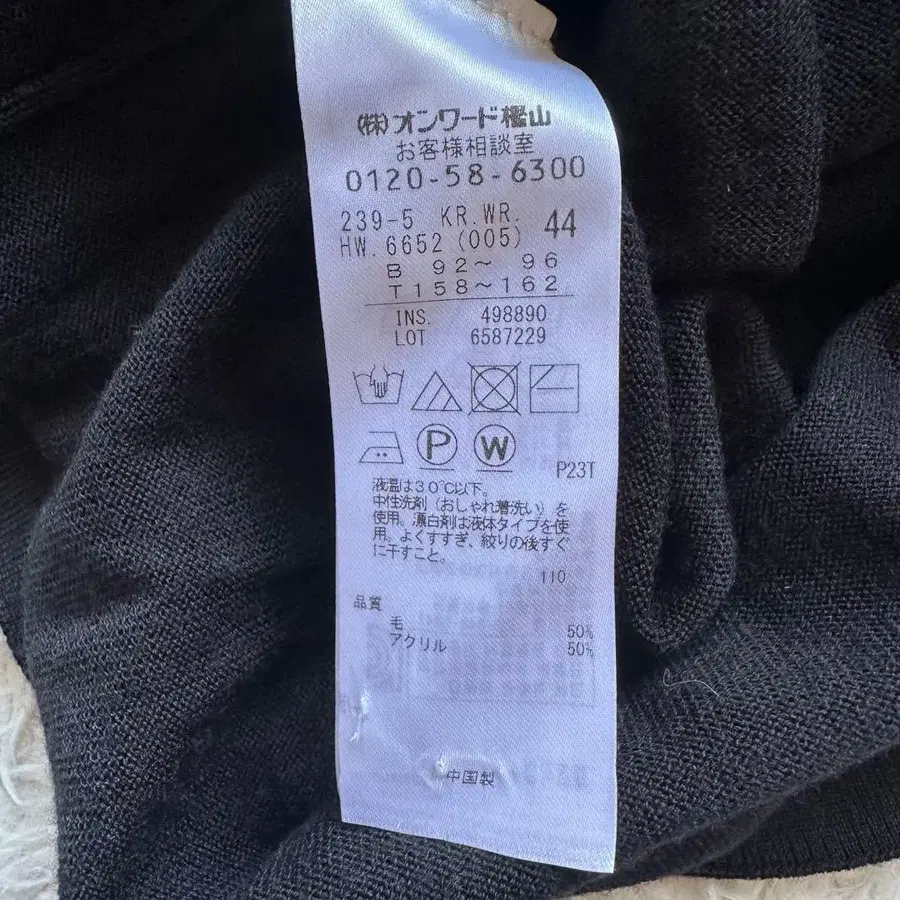 (株)オンワード樫山
お客様相談室
0120-58-6300
239-5 KR.WR. 44
HW. 6652 (005)
B 92～ 96
T158～162
INS. 498890
LOT 6587229
P W P23T
液温は30℃以下。
中性洗剤（おしゃれ着洗い）を
使用。漂白剤は液体タイプを使
用。よくすすぎ、絞りの後すぐ
に干すこと。
110
品質
毛 50%
アクリル 50%
中国製